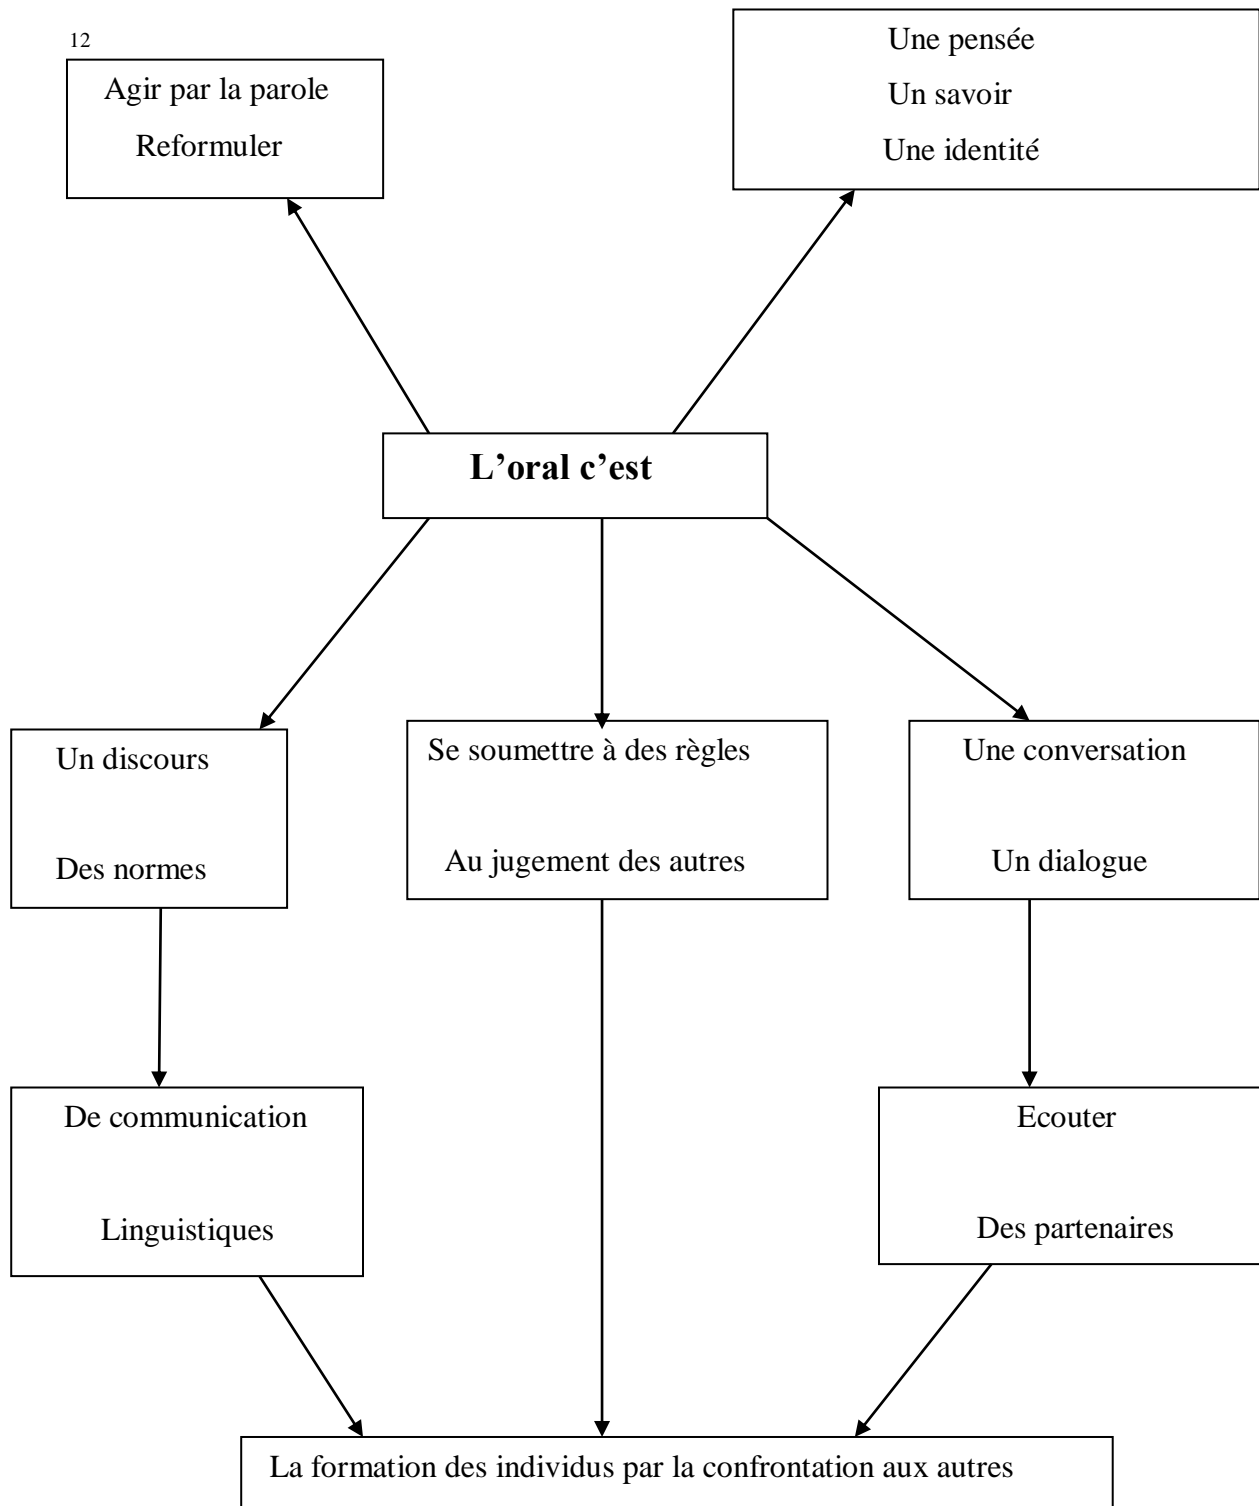 12
Agir par la parole
Reformuler
Une pensée
Un savoir
Une identité
L’oral c’est
Un discours
Des normes
Se soumettre à des règles
Au jugement des autres
Une conversation
Un dialogue
De communication
Linguistiques
Ecouter
Des partenaires
La formation des individus par la confrontation aux autres